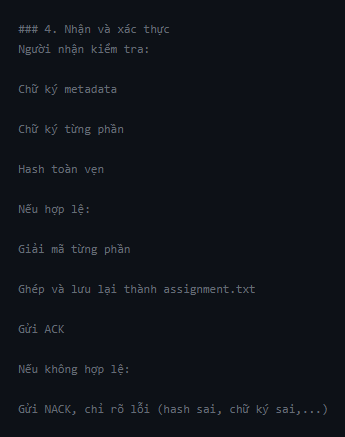 ### 4. Nhận và xác thực
Người nhận kiểm tra:
Chữ ký metadata
Chữ ký từng phần
Hash toàn vẹn
Nếu hợp lệ:
Giải mã từng phần
Ghép và lưu lại thành assignment.txt
Gửi ACK
Nếu không hợp lệ:
Gửi NACK, chỉ rõ lỗi (hash sai, chữ ký sai,...)